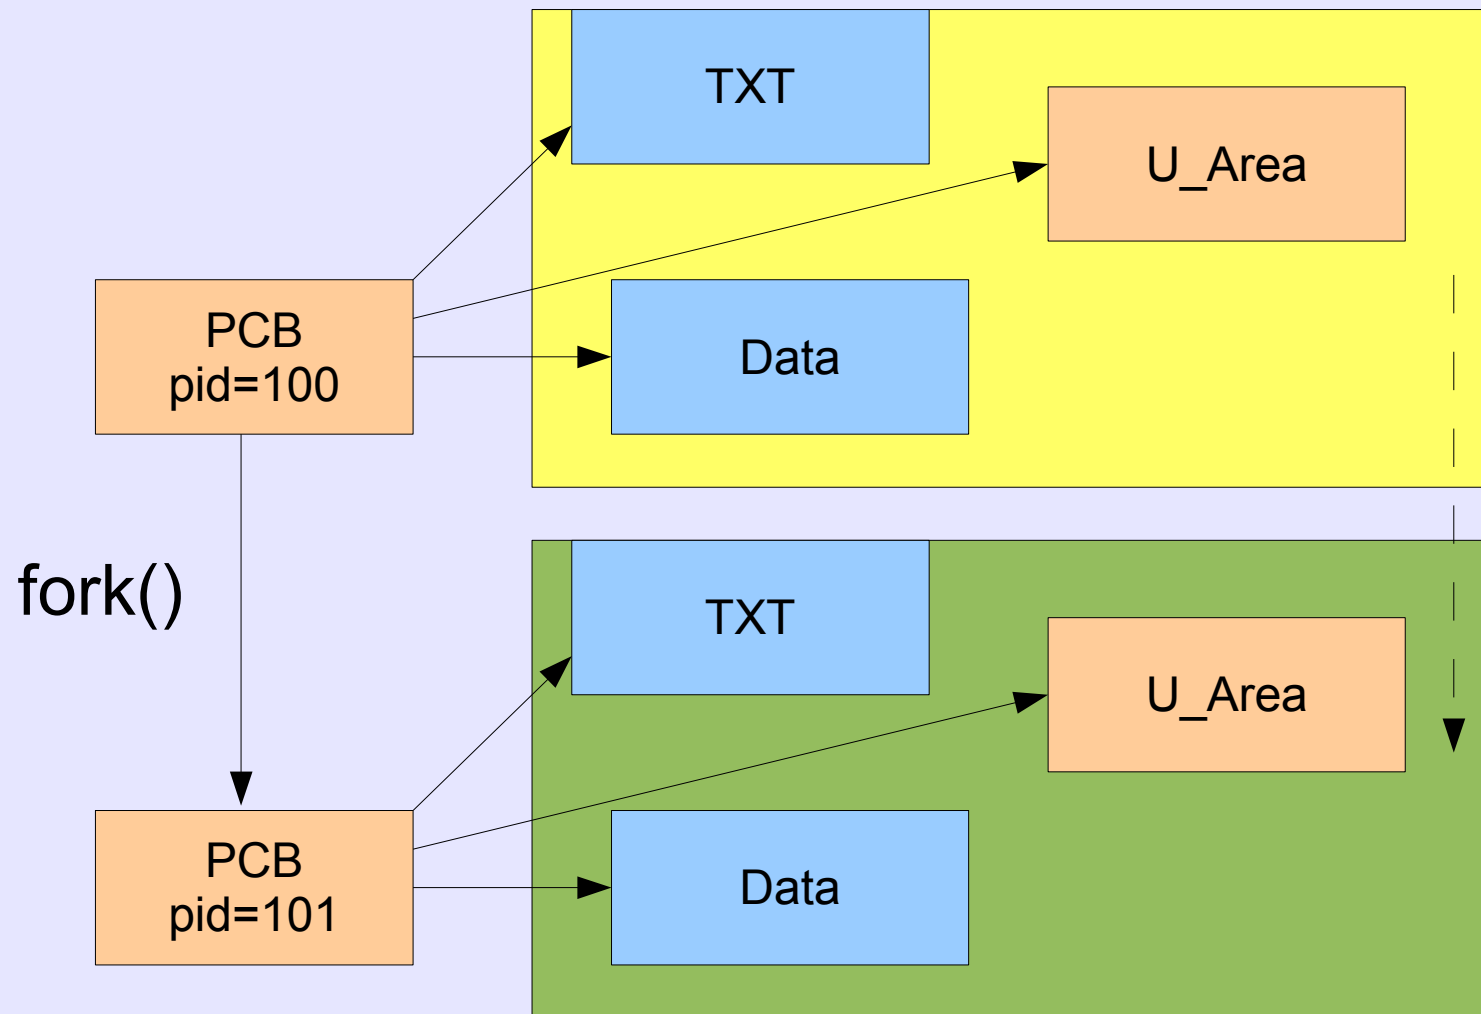 TXT
U_Area
PCB
pid=100
Data
fork()
TXT
U_Area
PCB
pid=101
Data